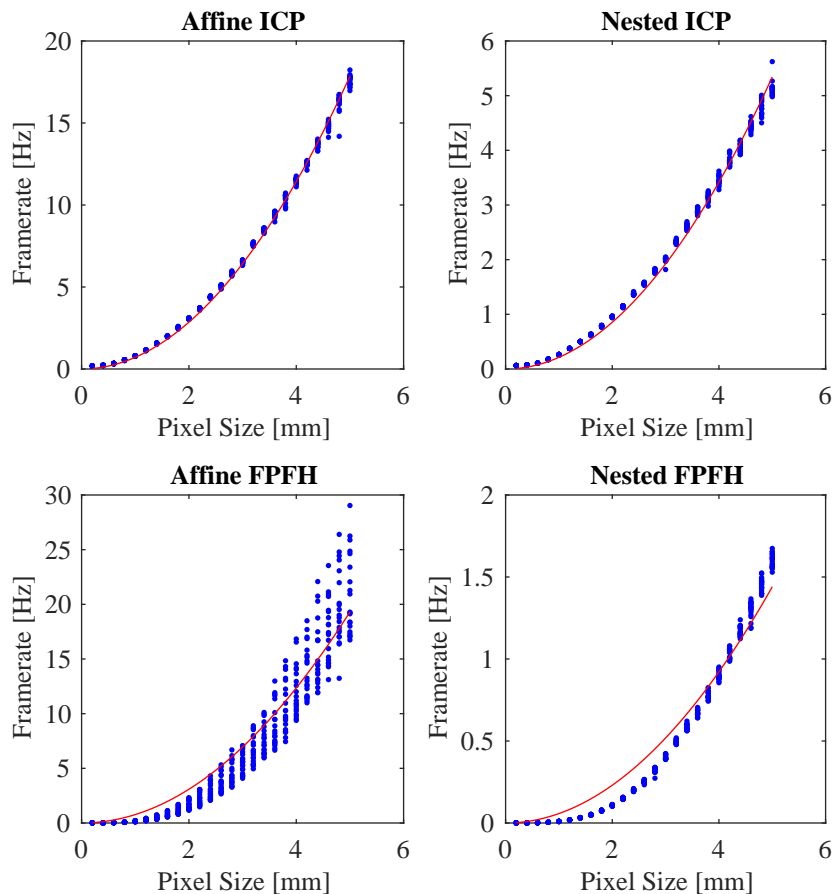 Affine ICP
20
15
10
5
0
0 2 4 6
Framerate [Hz]
Pixel Size [mm]
Nested ICP
6
5
4
3
2
1
0
0 2 4 6
Framerate [Hz]
Pixel Size [mm]
Affine FPFH
30
25
20
15
10
5
0
0 2 4 6
Framerate [Hz]
Pixel Size [mm]
Nested FPFH
2
1.5
1
0.5
0
0 2 4 6
Framerate [Hz]
Pixel Size [mm]